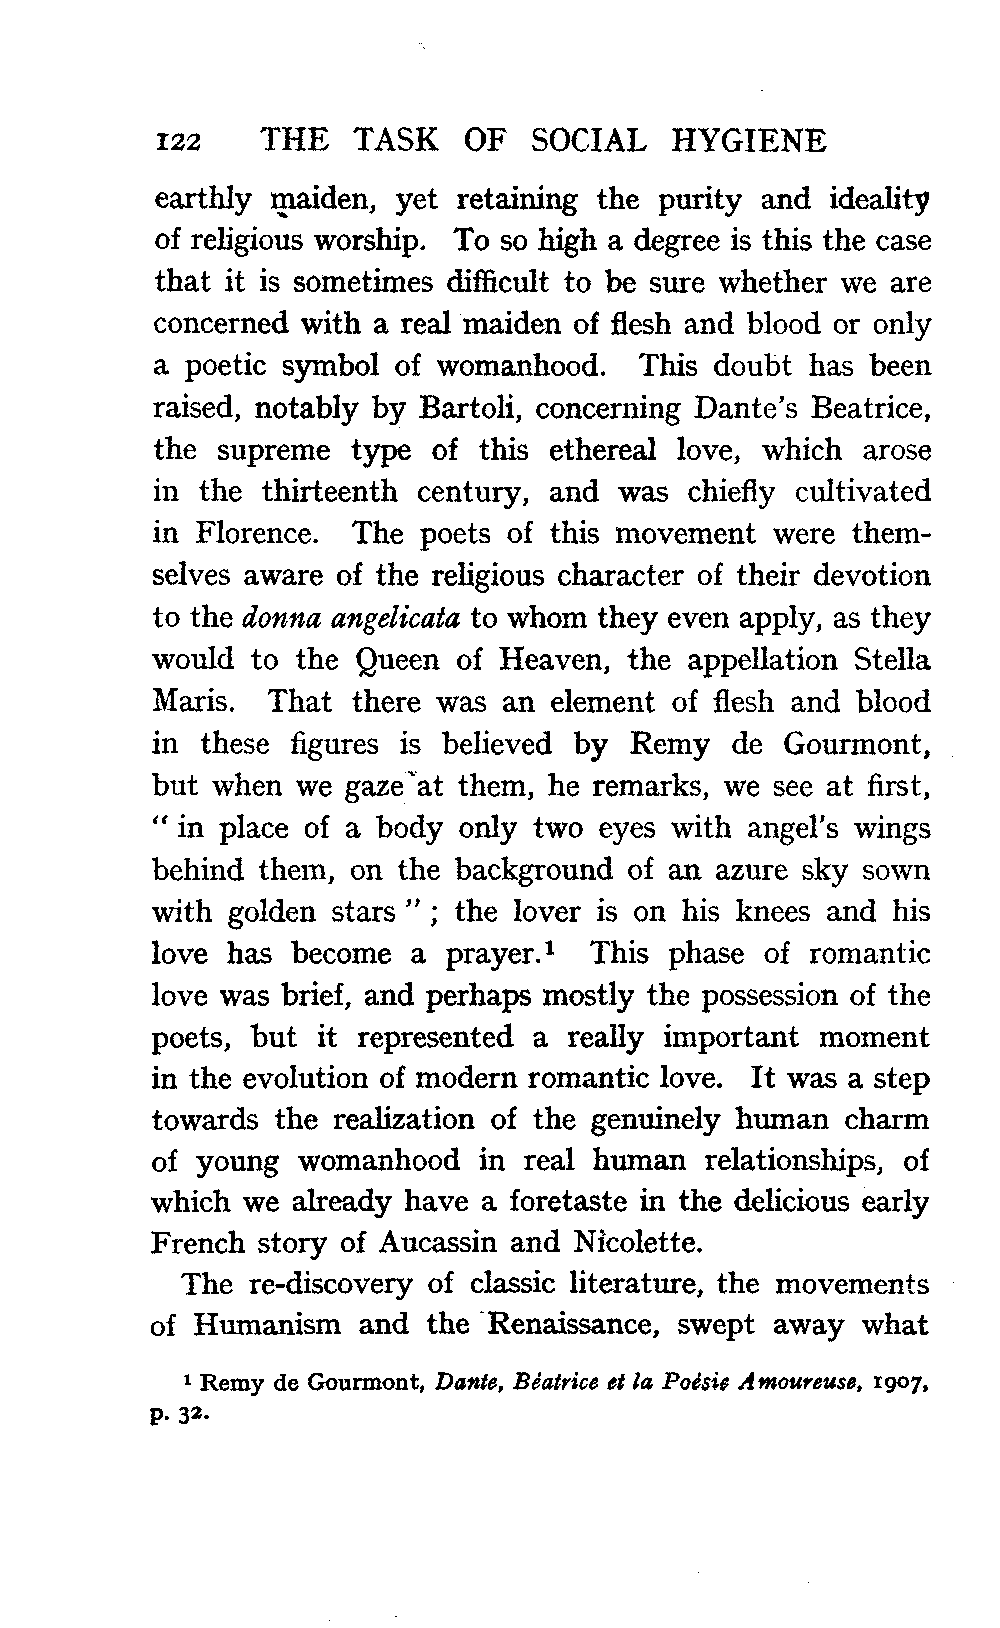 122 THE TASK OF SOCIAL HYGIENE
earthly maiden, yet retaining the purity and ideality
of religious worship. To so high a degree is this the case
that it is sometimes difficult to be sure whether we are
concerned with a real maiden of flesh and blood or only
a poetic symbol of womanhood. This doubt has been
raised, notably by Bartoli, concerning Dante's Beatrice,
the supreme type of this ethereal love, which arose
in the thirteenth century, and was chiefly cultivated
in Florence. The poets of this movement were them-
selves aware of the religious character of their devotion
to the donna angelicata to whom they even apply, as they
would to the Queen of Heaven, the appellation Stella
Maris. That there was an element of flesh and blood
in these figures is believed by Remy de Gourmont,
but when we gaze at them, he remarks, we see at first,
" in place of a body only two eyes with angel's wings
behind them, on the background of an azure sky sown
with golden stars " ; the lover is on his knees and his
love has become a prayer.¹ This phase of romantic
love was brief, and perhaps mostly the possession of the
poets, but it represented a really important moment
in the evolution of modern romantic love. It was a step
towards the realization of the genuinely human charm
of young womanhood in real human relationships, of
which we already have a foretaste in the delicious early
French story of Aucassin and Nicolette.
The re-discovery of classic literature, the movements
of Humanism and the Renaissance, swept away what
¹ Remy de Gourmont, Dante, Béatrice et la Poésie Amoureuse, 1907,
p. 32.